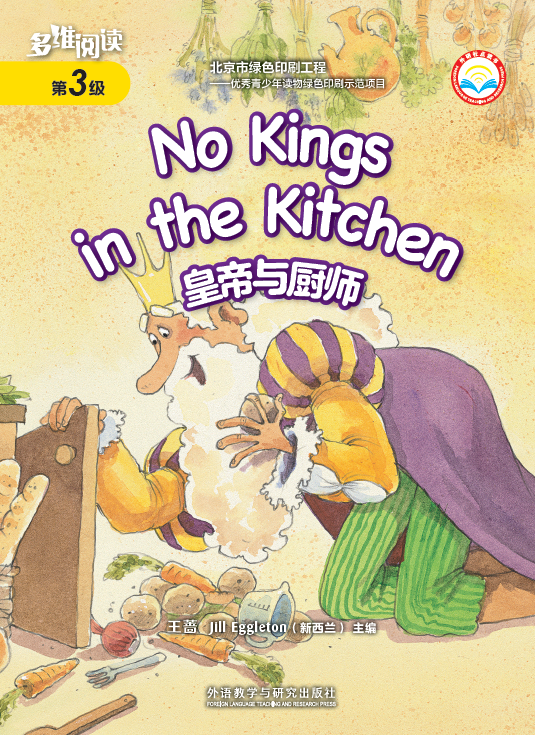 多维阅读
第3级
北京市绿色印刷工程
——优秀青少年读物绿色印刷示范项目
No Kings
in the Kitchen
皇帝与厨师
王蔷 Jill Eggleton(新西兰) 主编
外语教学与研究出版社
FOREIGN LANGUAGE TEACHING AND RESEARCH PRESS